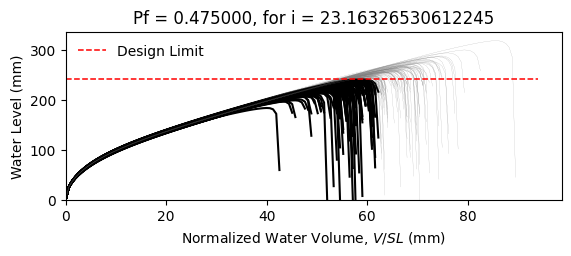 Pf = 0.475000, for i = 23.16326530612245
Design Limit
Water Level (mm)
300
200
100
0
0 20 40 60 80
Normalized Water Volume, V/SL (mm)